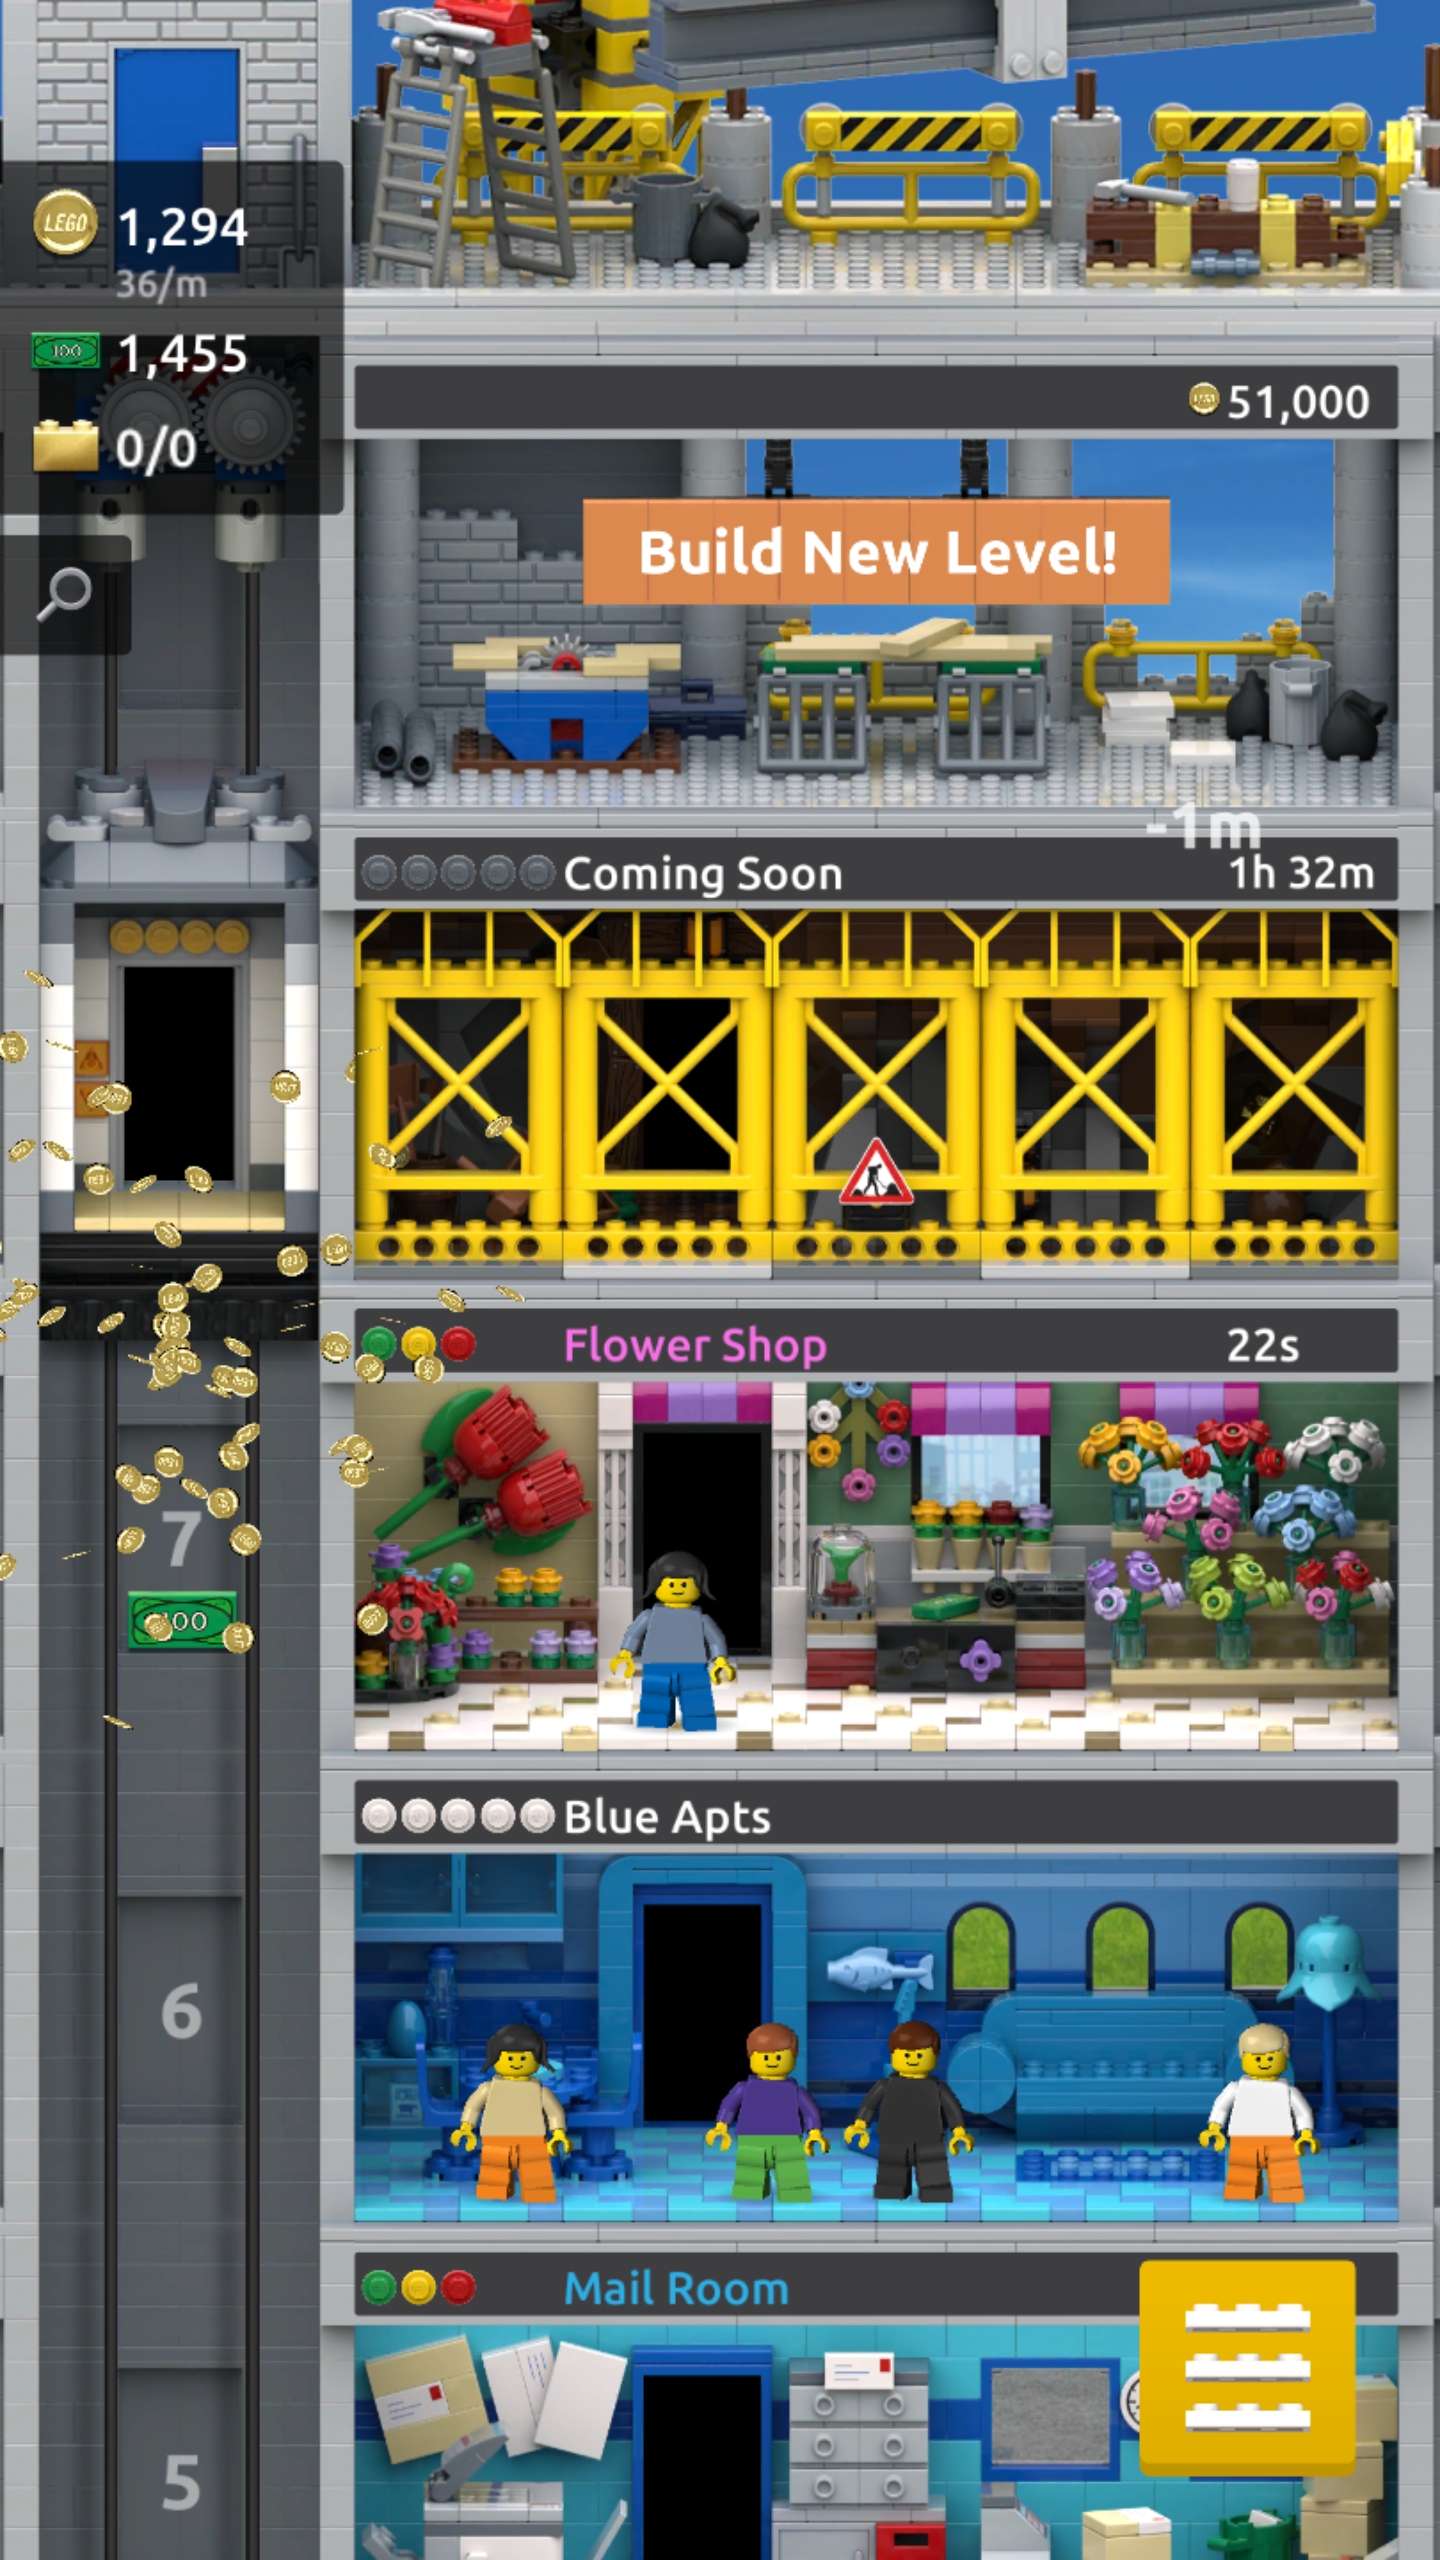 LEGO 1,294
36/m
100 1,455
0/0
51,000
Build New Level!
-1m
Coming Soon 1h 32m
Flower Shop 22s
7
Blue Apts
6
Mail Room
5